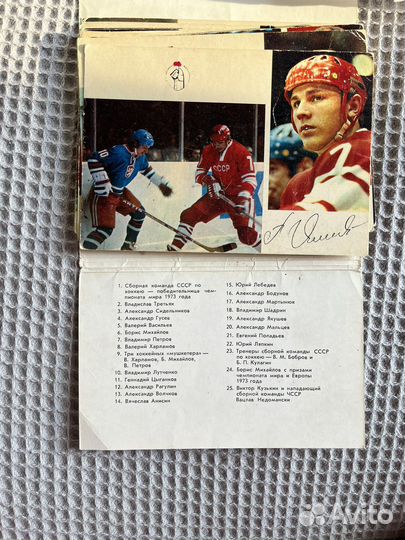 10
СССР
7
7
1. Сборная команда СССР по
хоккею — победительница чем-
пионата мира 1973 года
2. Владислав Третьяк
3. Александр Сидельников
4. Александр Гусев
5. Валерий Васильев
6. Борис Михайлов
7. Владимир Петров
8. Валерий Харламов
9. Три хоккейных «мушкетера» —
В. Харламов, Б. Михайлов,
В. Петров
10. Владимир Лутченко
11. Геннадий Цыганков
12. Александр Рагулин
13. Александр Волчков
14. Вячеслав Анисин
15. Юрий Лебедев
16. Александр Бодунов
17. Александр Мартынюк
18. Владимир Шадрин
19. Александр Якушев
20. Александр Мальцев
21. Евгений Паладьев
22. Юрий Ляпкин
23. Тренеры сборной команды СССР
по хоккею — В. М. Бобров и
Б. П. Кулагин
24. Борис Михайлов с призами
чемпионата мира и Европы
1973 года
25. Виктор Кузькин и нападающий
сборной команды ЧССР
Вацлав Недомански
Avito